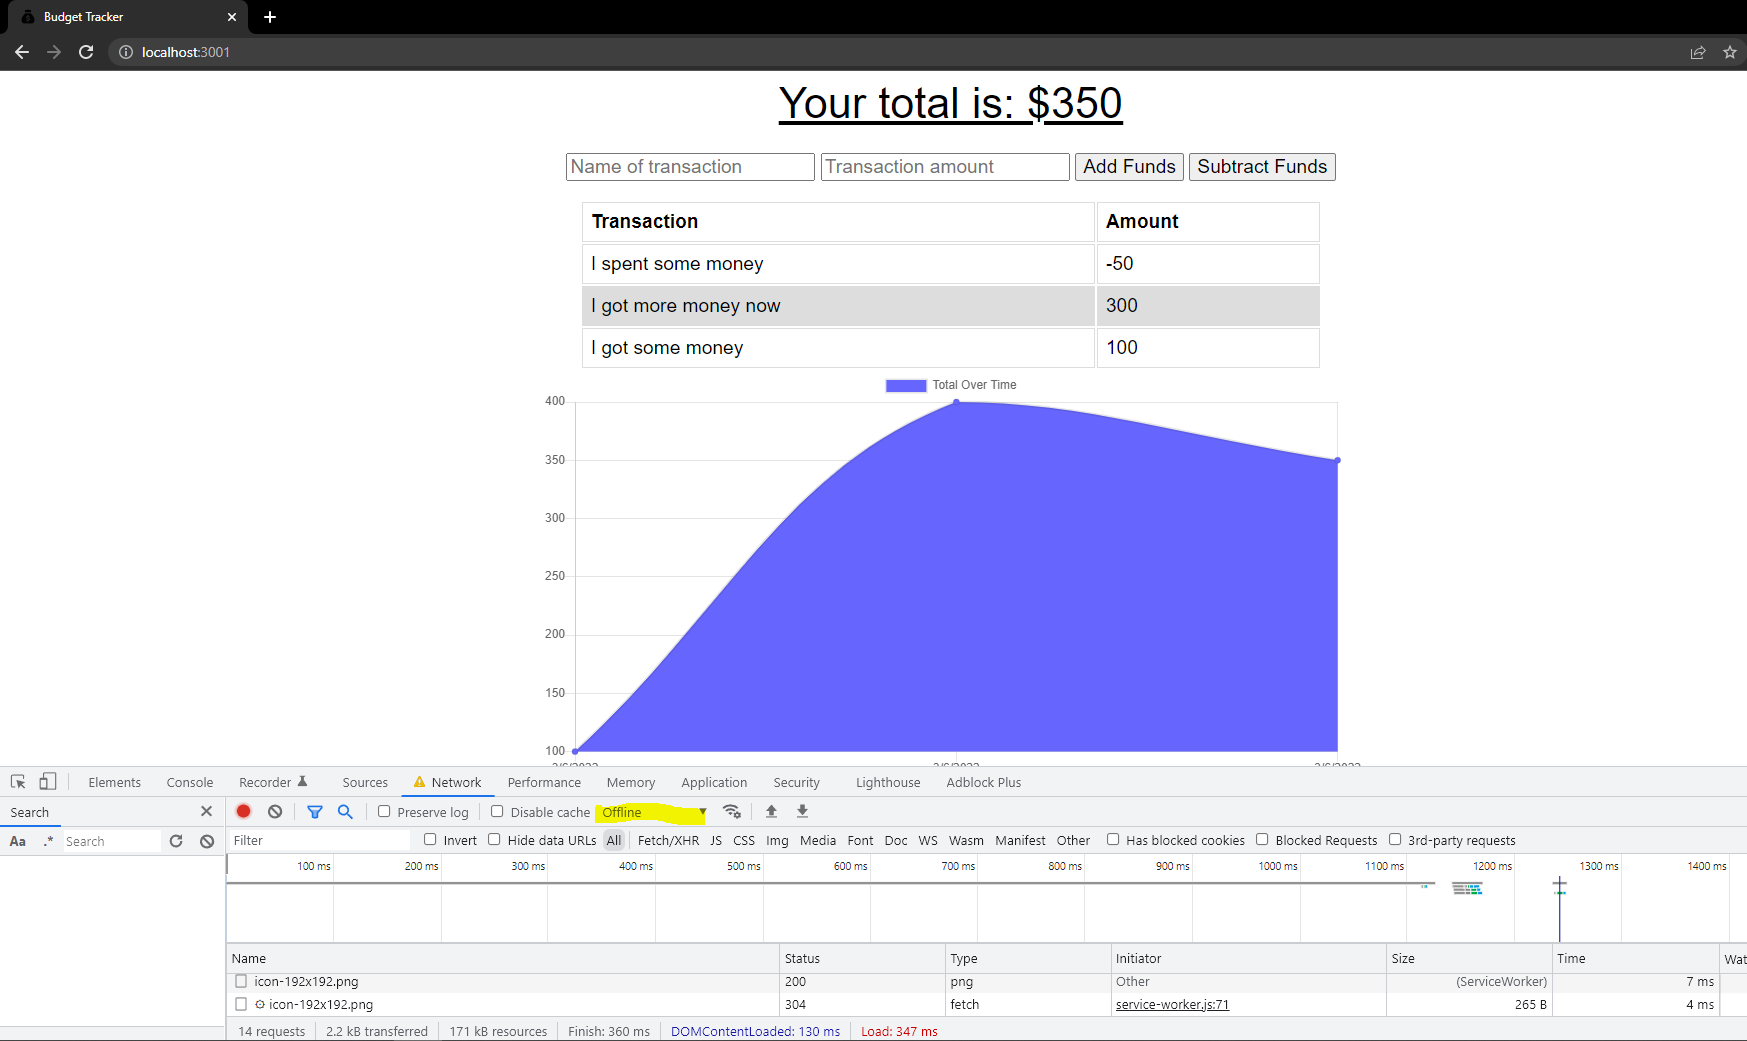 Budget Tracker
localhost:3001
Your total is: $350
Name of transaction Transaction amount Add Funds Subtract Funds
Transaction Amount
I spent some money -50
I got more money now 300
I got some money 100
Total Over Time
400
350
300
250
200
150
100
Elements Console Recorder Sources Network Performance Memory Application Security Lighthouse Adblock Plus
Search Preserve log Disable cache Offline
Aa .* Search Filter Invert Hide data URLs All Fetch/XHR JS CSS Img Media Font Doc WS Wasm Manifest Other Has blocked cookies Blocked Requests 3rd-party requests
100 ms 200 ms 300 ms 400 ms 500 ms 600 ms 700 ms 800 ms 900 ms 1000 ms 1100 ms 1200 ms 1300 ms 1400 ms
Name Status Type Initiator Size Time Wat
icon-192x192.png 200 png Other (ServiceWorker) 7 ms
icon-192x192.png 304 fetch service-worker.js:71 265 B 4 ms
14 requests 2.2 kB transferred 171 kB resources Finish: 360 ms DOMContentLoaded: 130 ms Load: 347 ms